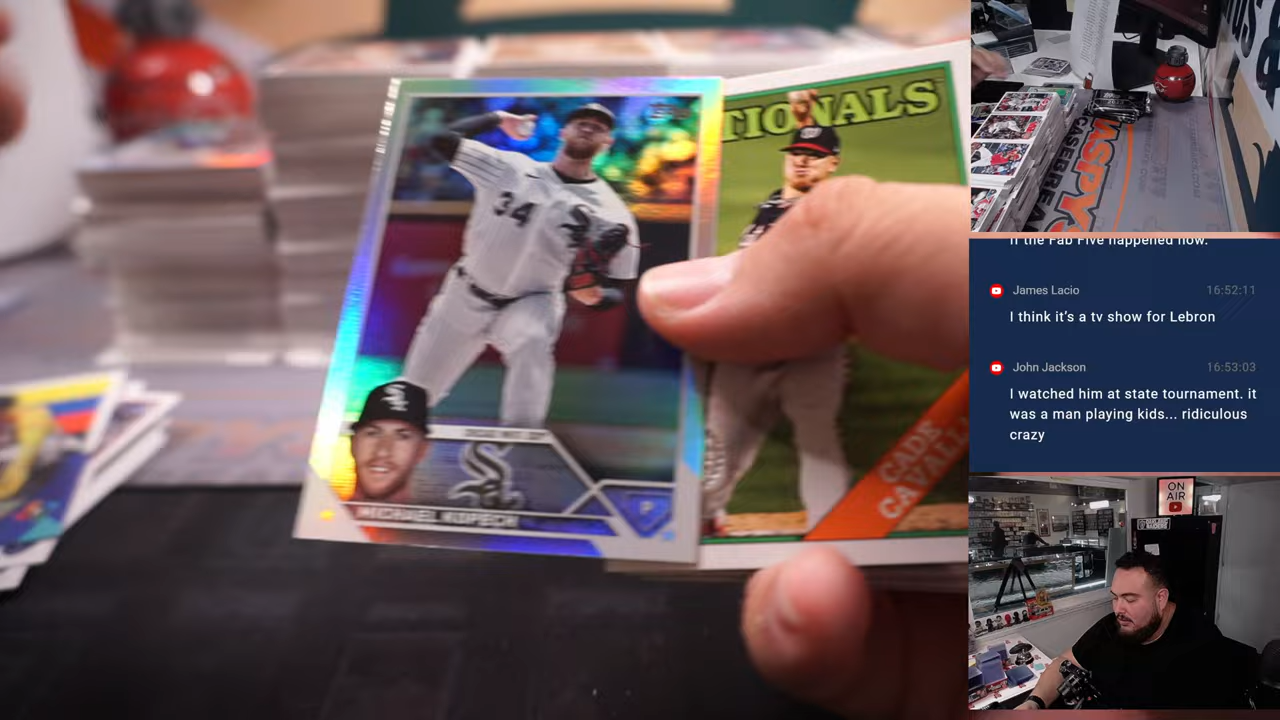 TIONALS
34
MICHAEL KOPECH
P
CADE
CAVALLI
JASPY'S
CASEBREA
If the Fab Five happened now.
James Lacio
16:52:11
I think it's a tv show for Lebron
John Jackson
16:53:03
I watched him at state tournament. it
was a man playing kids... ridiculous
crazy
ON
AIR